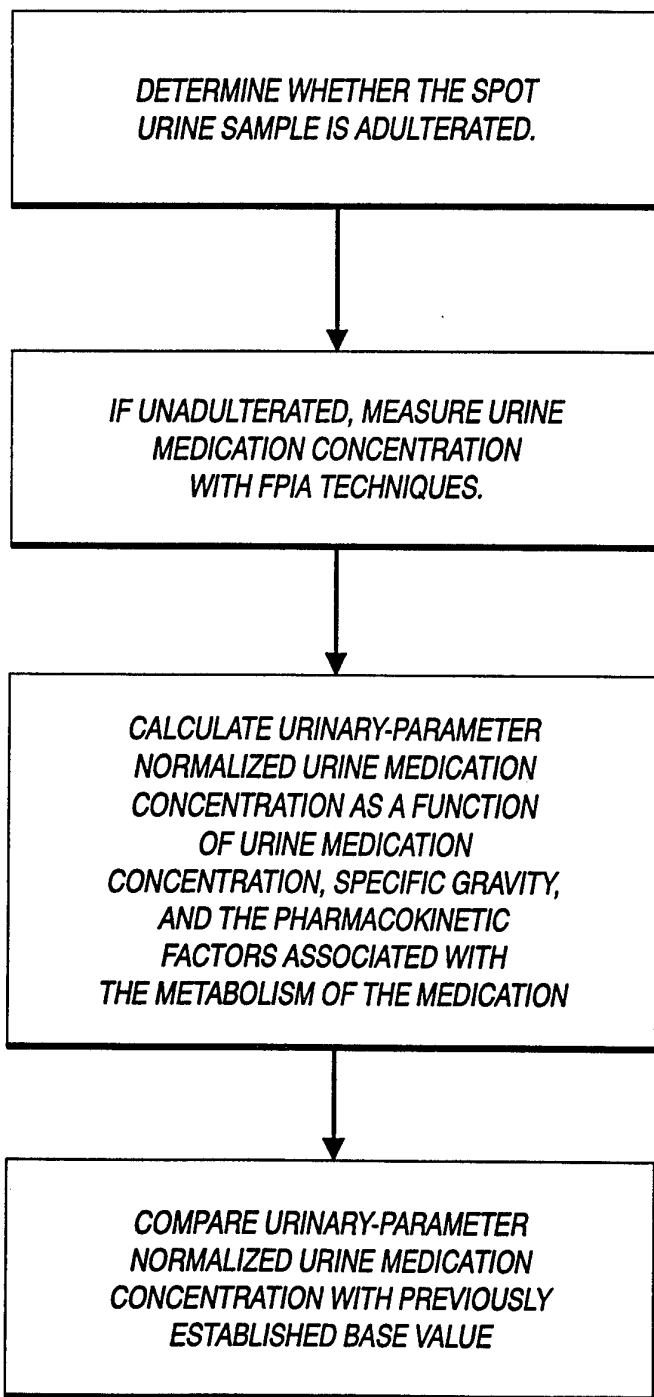 DETERMINE WHETHER THE SPOT
URINE SAMPLE IS ADULTERATED.
IF UNADULTERATED, MEASURE URINE
MEDICATION CONCENTRATION
WITH FPIA TECHNIQUES.
CALCULATE URINARY-PARAMETER
NORMALIZED URINE MEDICATION
CONCENTRATION AS A FUNCTION
OF URINE MEDICATION
CONCENTRATION, SPECIFIC GRAVITY,
AND THE PHARMACOKINETIC
FACTORS ASSOCIATED WITH
THE METABOLISM OF THE MEDICATION
COMPARE URINARY-PARAMETER
NORMALIZED URINE MEDICATION
CONCENTRATION WITH PREVIOUSLY
ESTABLISHED BASE VALUE